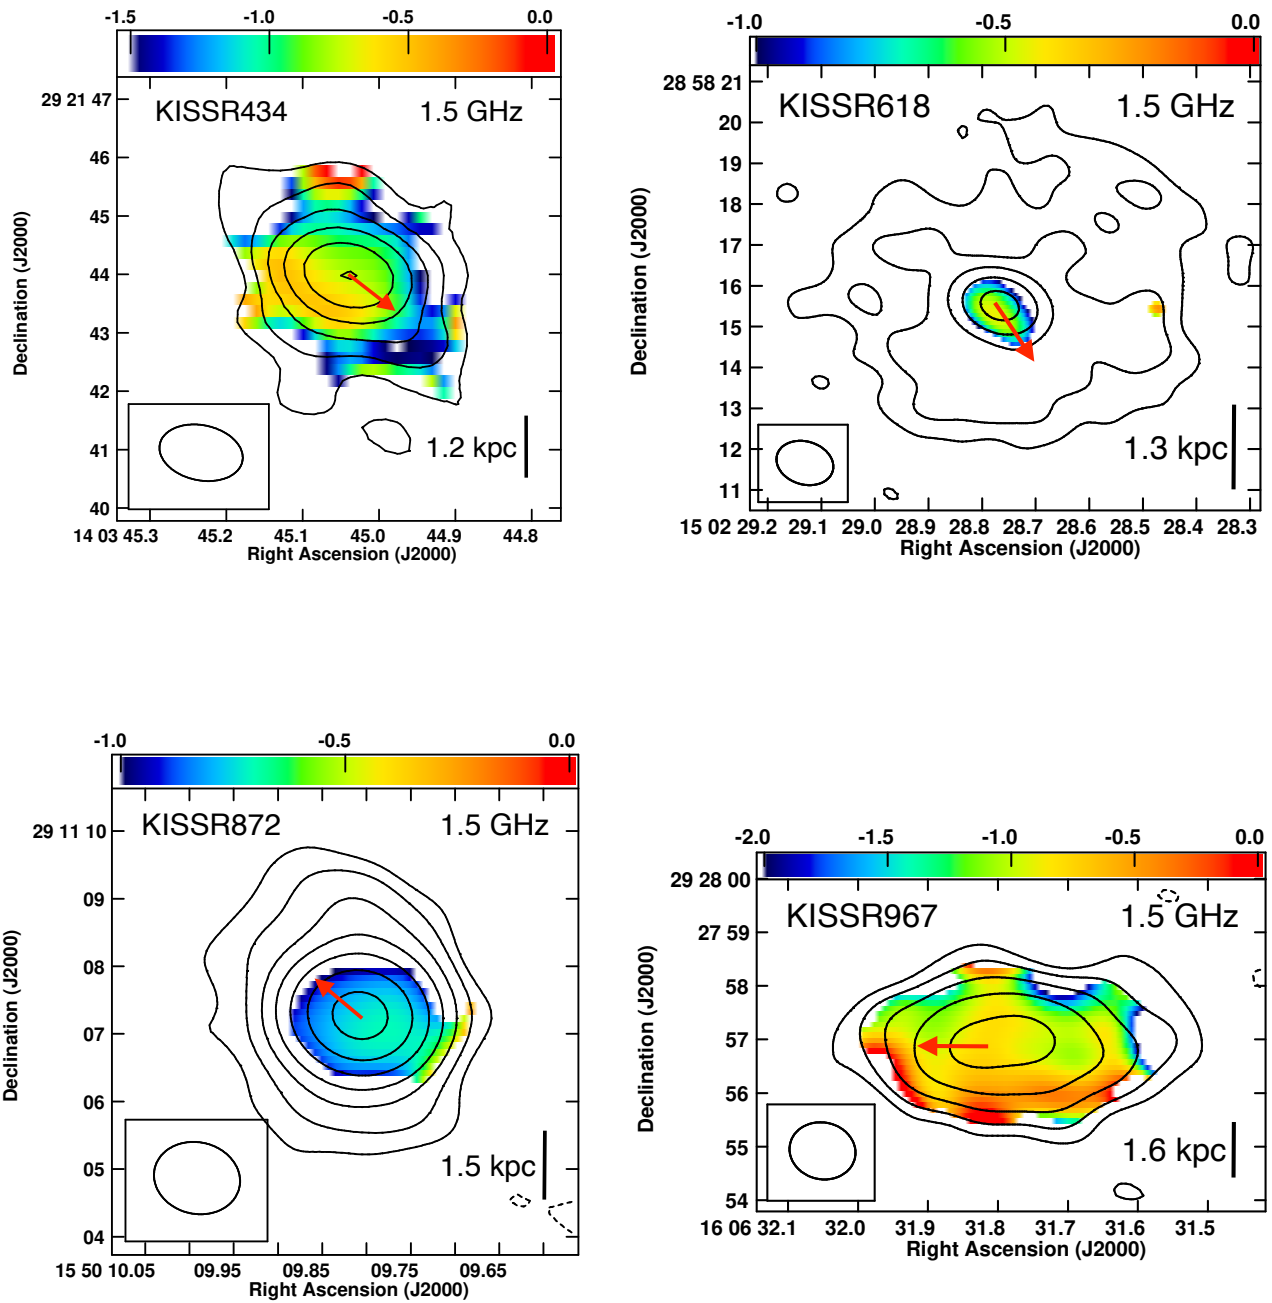 -1.5 -1.0 -0.5 0.0
KISSR434 1.5 GHz
29 21 47
46
45
44
43
42
41
40
Declination (J2000)
1.2 kpc
14 03 45.3 45.2 45.1 45.0 44.9 44.8
Right Ascension (J2000)
-1.0 -0.5 0.0
KISSR618 1.5 GHz
28 58 21
20
19
18
17
16
15
14
13
12
11
Declination (J2000)
1.3 kpc
15 02 29.2 29.1 29.0 28.9 28.8 28.7 28.6 28.5 28.4 28.3
Right Ascension (J2000)
-1.0 -0.5 0.0
KISSR872 1.5 GHz
29 11 10
09
08
07
06
05
04
Declination (J2000)
1.5 kpc
15 50 10.05 09.95 09.85 09.75 09.65
Right Ascension (J2000)
-2.0 -1.5 -1.0 -0.5 0.0
KISSR967 1.5 GHz
29 28 00
27 59
58
57
56
55
54
Declination (J2000)
1.6 kpc
16 06 32.1 32.0 31.9 31.8 31.7 31.6 31.5
Right Ascension (J2000)